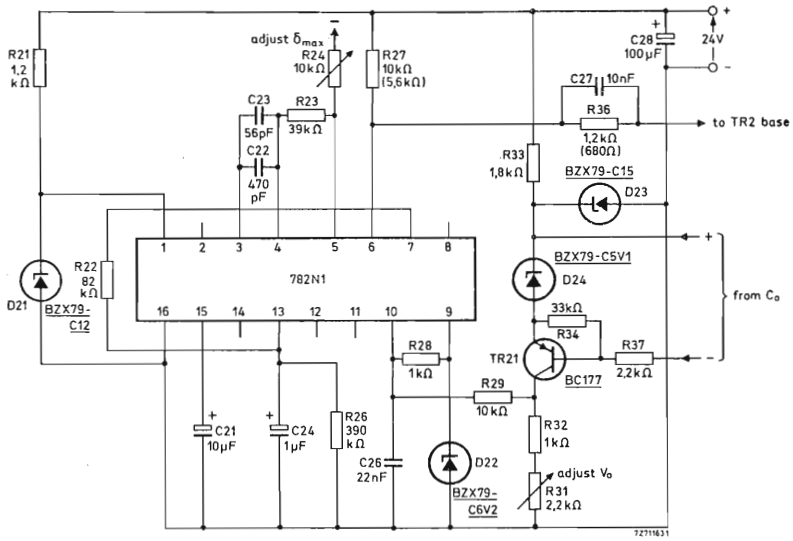 +
R21
1,2
kΩ
adjust δmax
–
R24
10kΩ
R27
10kΩ
(5,6kΩ)
C28
100µF
+
24V
–
C23
56pF
R23
39kΩ
C22
470
pF
C27
10nF
R36
1,2kΩ
(680Ω)
to TR2 base
R33
1,8kΩ
BZX79-C15
D23
1
2
3
4
5
6
7
8
782N1
16
15
14
13
12
11
10
9
R22
82
kΩ
D21
BZX79-
C12
BZX79-C5V1
D24
+
from Co
–
33kΩ
R34
R37
2,2kΩ
TR21
BC177
R28
1kΩ
R29
10kΩ
+
C21
10µF
+
C24
1µF
R26
390
kΩ
C26
22nF
D22
BZX79-
C6V2
R32
1kΩ
adjust Vo
R31
2,2kΩ
7Z71163.1